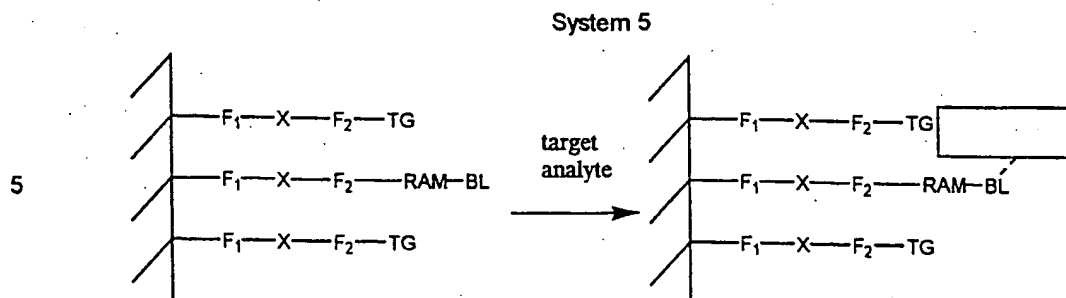 System 5
F₁—X—F₂—TG F₁—X—F₂—TG
target
analyte
5 F₁—X—F₂—RAM—BL F₁—X—F₂—RAM—BL
F₁—X—F₂—TG F₁—X—F₂—TG